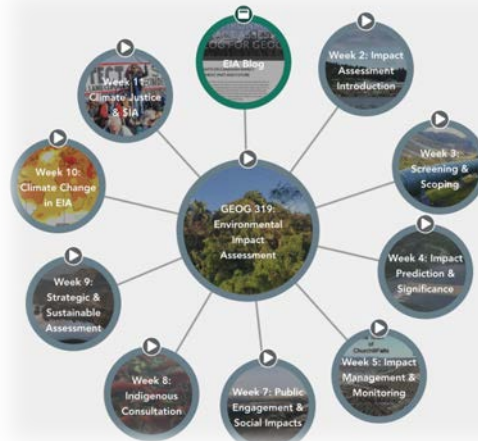 EIA Blog
Week 2: Impact
Assessment
Introduction
Week 3:
Screening &
Scoping
Week 4: Impact
Prediction &
Significance
Week 5: Impact
Management &
Monitoring
Week 7: Public
Engagement &
Social Impacts
Week 8:
Indigenous
Consultation
Week 9:
Strategic &
Sustainable
Assessment
Week 10:
Climate Change
in EIA
Week 11:
Climate Justice
& SIA
GEOG 319:
Environmental
Impact
Assessment